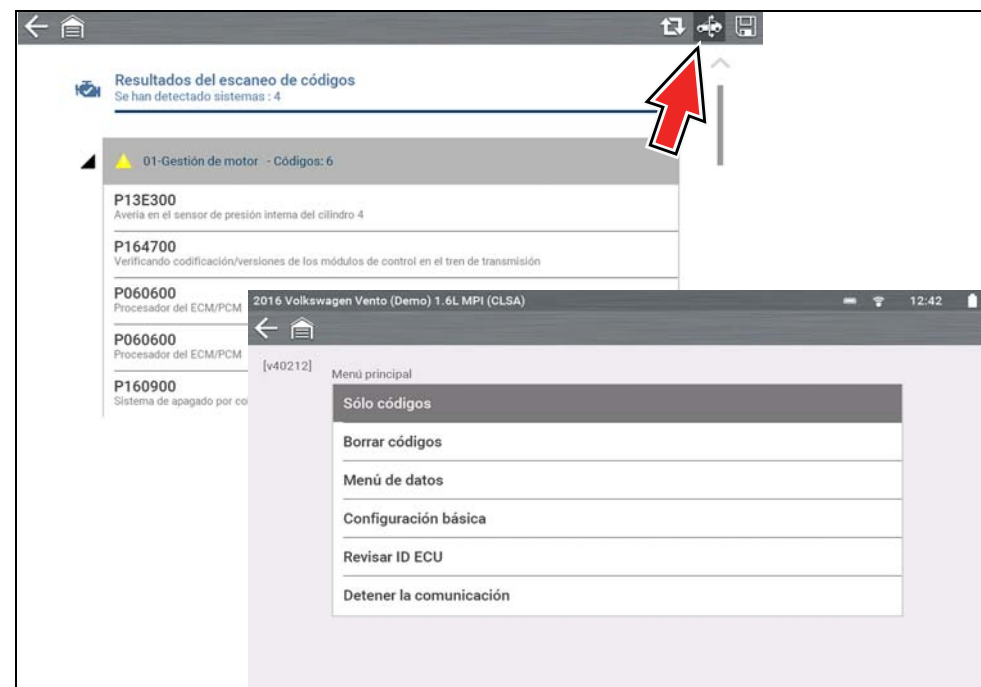 Resultados del escaneo de códigos
Se han detectado sistemas : 4
01-Gestión de motor - Códigos: 6
P13E300
Avería en el sensor de presión interna del cilindro 4
P164700
Verificando codificación/versiones de los módulos de control en el tren de transmisión
P060600
Procesador del ECM/PCM
P060600
Procesador del ECM/PCM
P160900
Sistema de apagado por co
2016 Volkswagen Vento (Demo) 1.6L MPI (CLSA)
12:42
[v40212]
Menú principal
Sólo códigos
Borrar códigos
Menú de datos
Configuración básica
Revisar ID ECU
Detener la comunicación